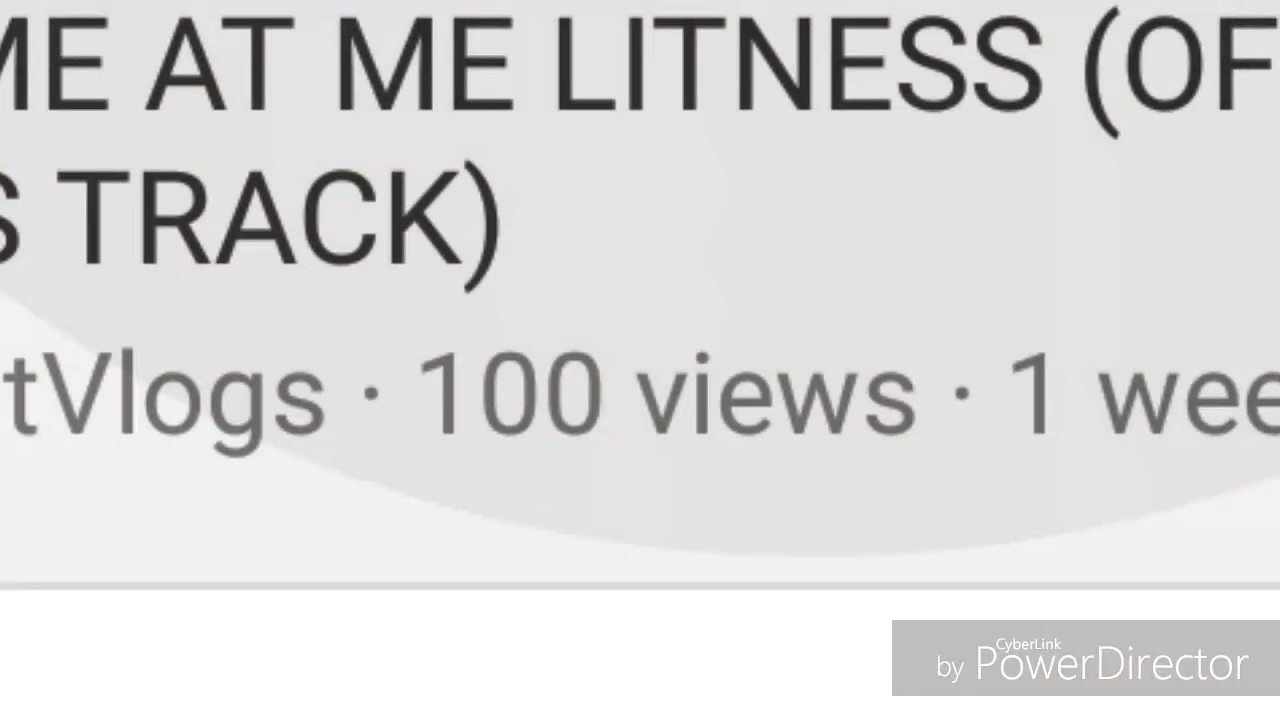 ME AT ME LITNESS (OF
S TRACK)
tVlogs · 100 views · 1 wee
CyberLink
by PowerDirector